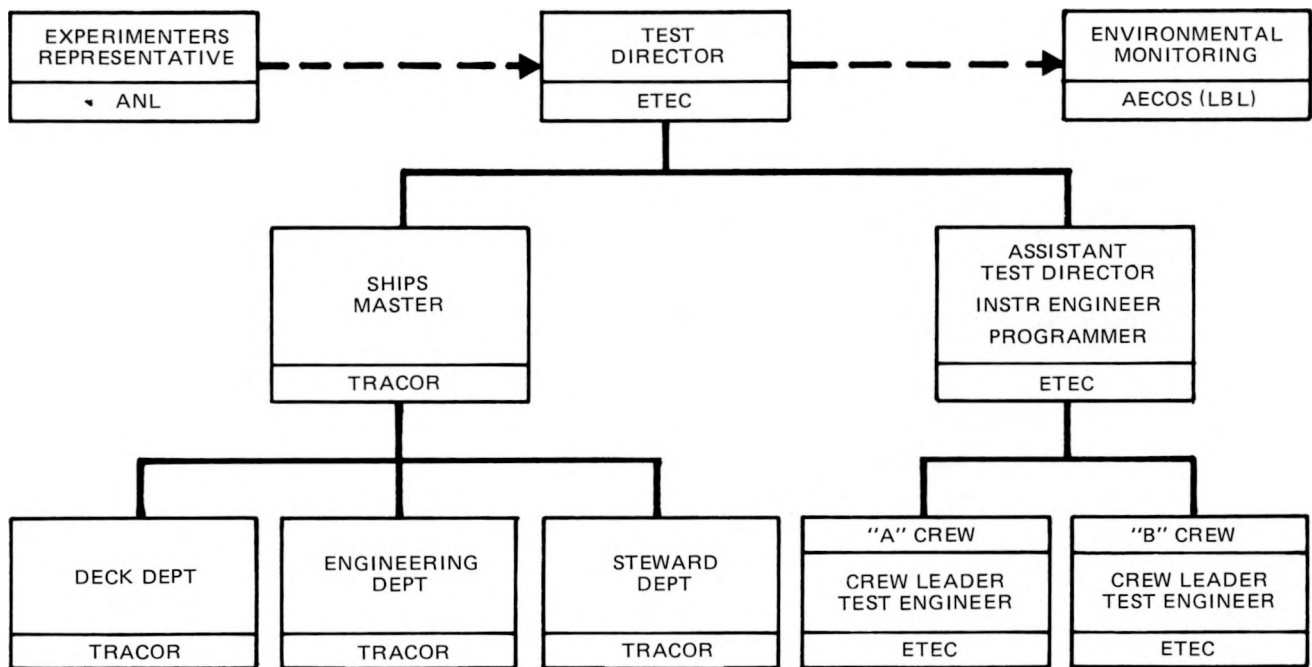 EXPERIMENTERS
REPRESENTATIVE
ANL
TEST
DIRECTOR
ETEC
ENVIRONMENTAL
MONITORING
AECOS (LBL)
SHIPS
MASTER
TRACOR
ASSISTANT
TEST DIRECTOR
INSTR ENGINEER
PROGRAMMER
ETEC
DECK DEPT
TRACOR
ENGINEERING
DEPT
TRACOR
STEWARD
DEPT
TRACOR
"A" CREW
CREW LEADER
TEST ENGINEER
ETEC
"B" CREW
CREW LEADER
TEST ENGINEER
ETEC